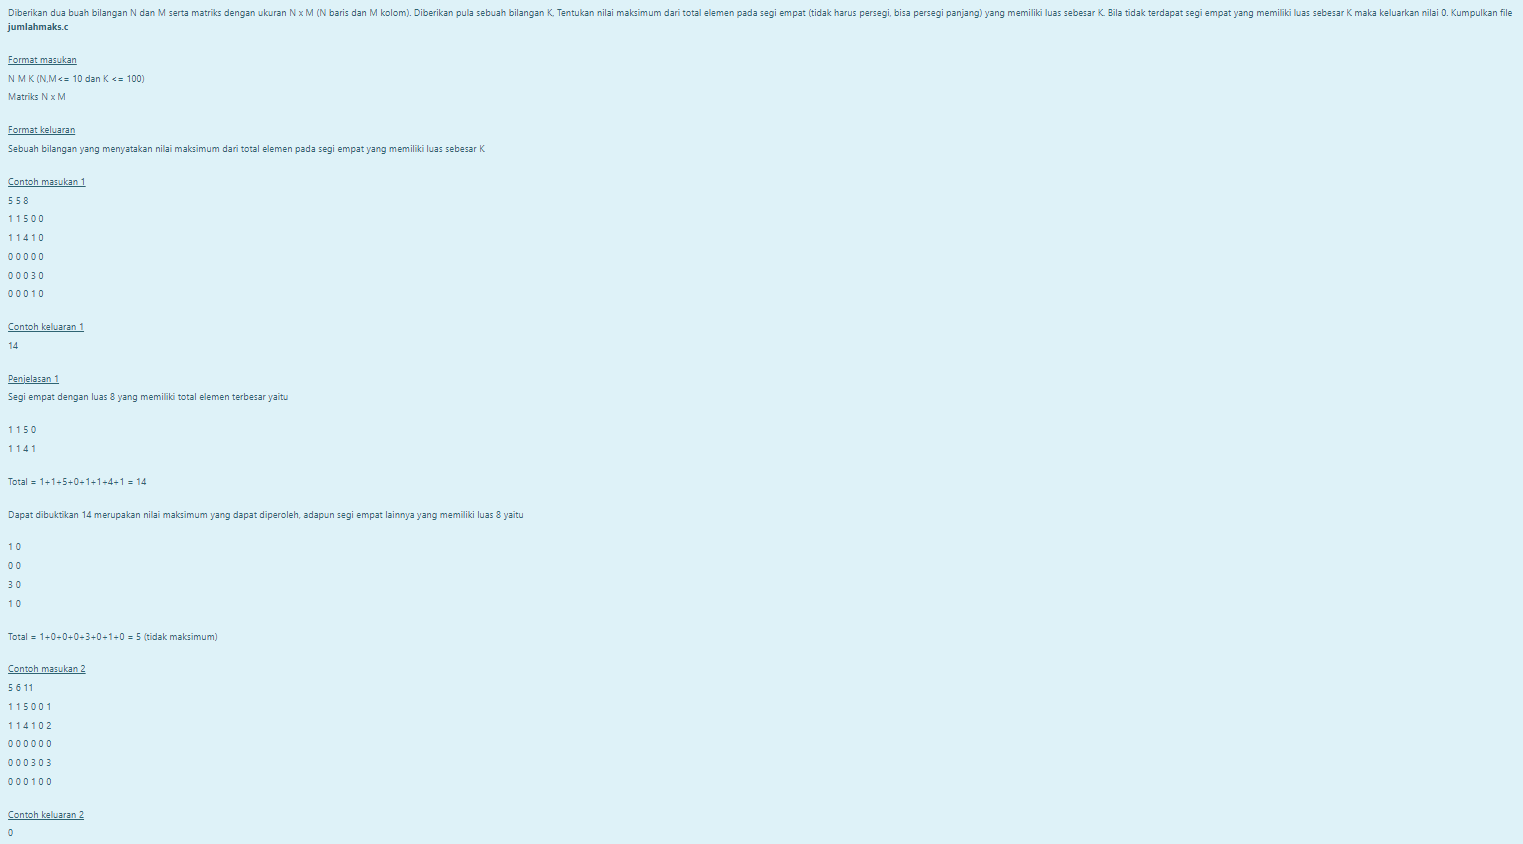 Diberikan dua buah bilangan N dan M serta matriks dengan ukuran N x M (N baris dan M kolom). Diberikan pula sebuah bilangan K, Tentukan nilai maksimum dari total elemen pada segi empat (tidak harus persegi, bisa persegi panjang) yang memiliki luas sebesar K. Bila tidak terdapat segi empat yang memiliki luas sebesar K maka keluarkan nilai 0. Kumpulkan file
jumlahmaks.c
Format masukan
N M K (N,M<= 10 dan K <= 100)
Matriks N x M
Format keluaran
Sebuah bilangan yang menyatakan nilai maksimum dari total elemen pada segi empat yang memiliki luas sebesar K
Contoh masukan 1
5 5 8
1 1 5 0 0
1 1 4 1 0
0 0 0 0 0
0 0 0 3 0
0 0 0 1 0
Contoh keluaran 1
14
Penjelasan 1
Segi empat dengan luas 8 yang memiliki total elemen terbesar yaitu
1 1 5 0
1 1 4 1
Total = 1+1+5+0+1+1+4+1 = 14
Dapat dibuktikan 14 merupakan nilai maksimum yang dapat diperoleh, adapun segi empat lainnya yang memiliki luas 8 yaitu
1 0
0 0
3 0
1 0
Total = 1+0+0+0+3+0+1+0 = 5 (tidak maksimum)
Contoh masukan 2
5 6 11
1 1 5 0 0 1
1 1 4 1 0 2
0 0 0 0 0 0
0 0 0 3 0 3
0 0 0 1 0 0
Contoh keluaran 2
0